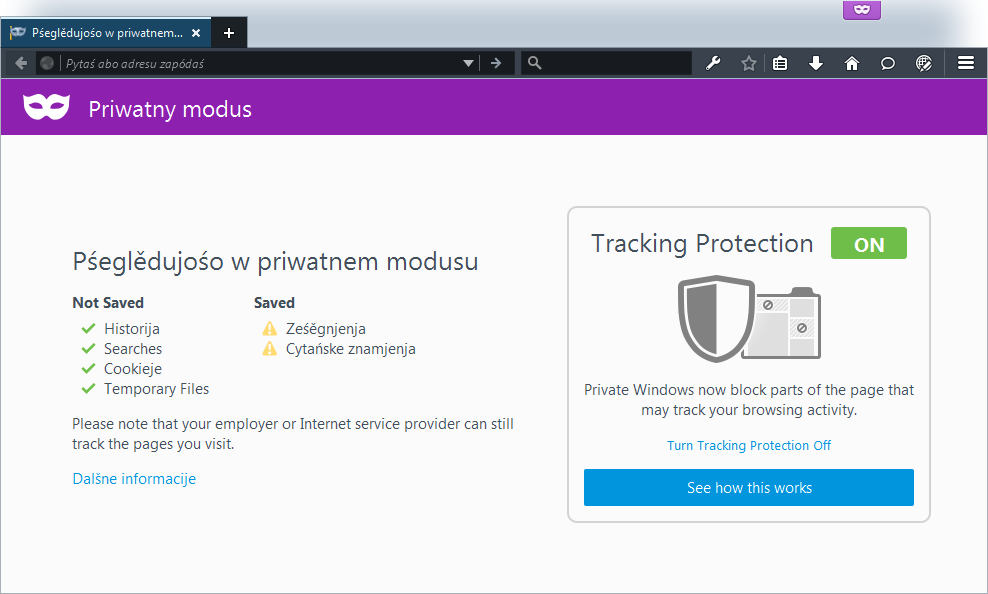 Pśeglědujośo w priwatnem...
Pytaś abo adresu zapódaś
Priwatny modus
Pśeglědujośo w priwatnem modusu
Not Saved
Historija
Searches
Cookieje
Temporary Files
Saved
Ześěgnjenja
Cytańske znamjenja
Please note that your employer or Internet service provider can still
track the pages you visit.
Dalšne informacije
Tracking Protection
ON
Private Windows now block parts of the page that
may track your browsing activity.
Turn Tracking Protection Off
See how this works